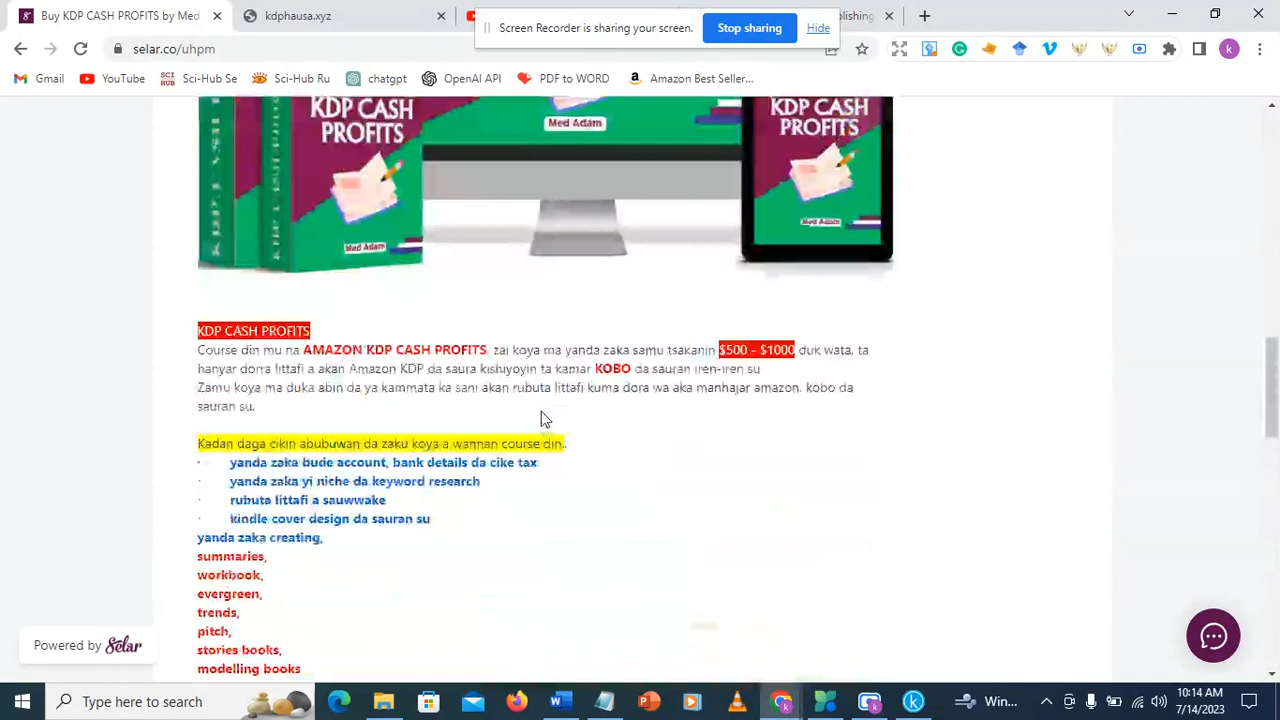 Buy KDP CASH PROFITS by Med
kdphausa.xyz
Screen Recorder is sharing your screen.
Stop sharing
Hide
selar.co/uhpm
Gmail
YouTube
SCI HUB
Sci-Hub Se
Sci-Hub Ru
chatgpt
OpenAI API
PDF to WORD
Amazon Best Seller...
KDP CASH
PROFITS
Med Adam
Med Adam
KDP CASH
PROFITS
Med Adam
KDP CASH PROFITS
Course din mu na AMAZON KDP CASH PROFITS, zai koya ma yanda zaka samu tsakanin $500 - $1000 duk wata, ta
hanyar dorra littafi a akan Amazon KDP da saura kishuyoyin ta kamar KOBO da sauran iren-iren su
Zamu koya ma duka abin da ya kammata ka sani akan rubuta littafi kuma dora wa aka manhajar amazon, kobo da
sauran su.
Kadan daga cikin abubuwan da zaku koya a wannan course din..
· yanda zaka bude account, bank details da cike tax
· yanda zaka yi niche da keyword research
· rubuta littafi a sauwwake
· kindle cover design da sauran su
yanda zaka creating,
summaries,
workbook,
evergreen,
trends,
pitch,
stories books,
modelling books
Powered by Selar
Type here to search
Win...
10:14 AM
7/14/2023